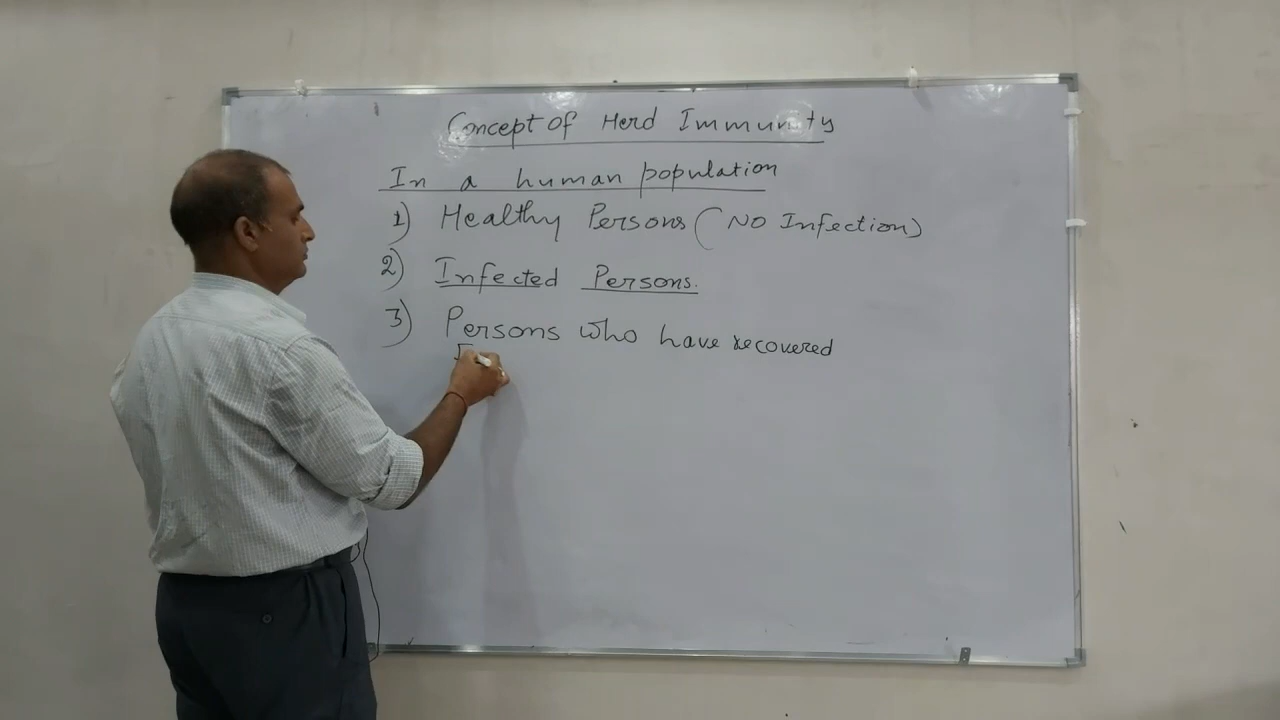 Concept of Herd Immunity
In a human population
1) Healthy Persons (No Infection)
2) Infected Persons.
3) Persons who have recovered